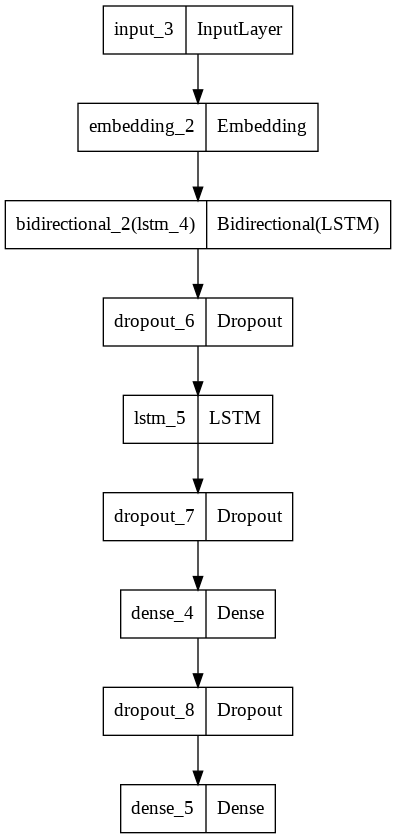 input_3 InputLayer
embedding_2 Embedding
bidirectional_2(lstm_4) Bidirectional(LSTM)
dropout_6 Dropout
lstm_5 LSTM
dropout_7 Dropout
dense_4 Dense
dropout_8 Dropout
dense_5 Dense